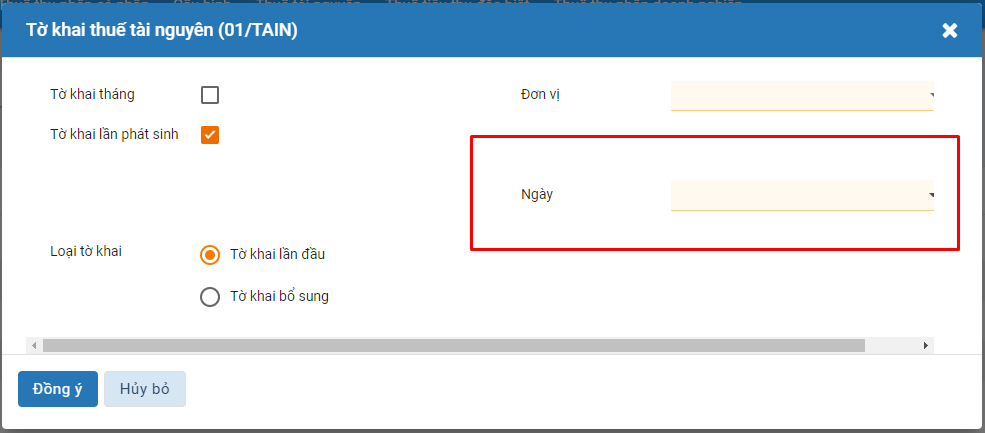 Tờ khai thuế tài nguyên (01/TAIN)
Tờ khai tháng
Đơn vị
Tờ khai lần phát sinh
Ngày
Loại tờ khai
Tờ khai lần đầu
Tờ khai bổ sung
Đồng ý
Hủy bỏ